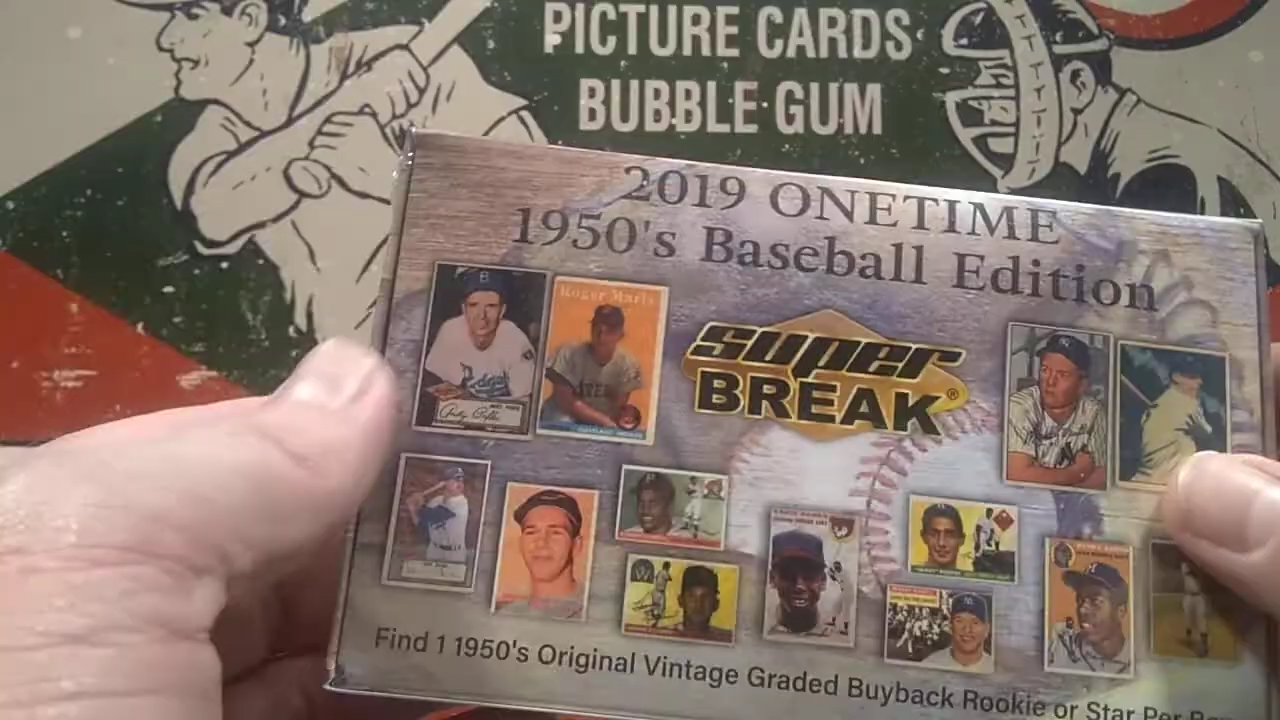 PICTURE CARDS
BUBBLE GUM
2019 ONETIME
1950's Baseball Edition
Roger Maris
super
BREAK®
Find 1 1950's Original Vintage Graded Buyback Rookie or Star Per